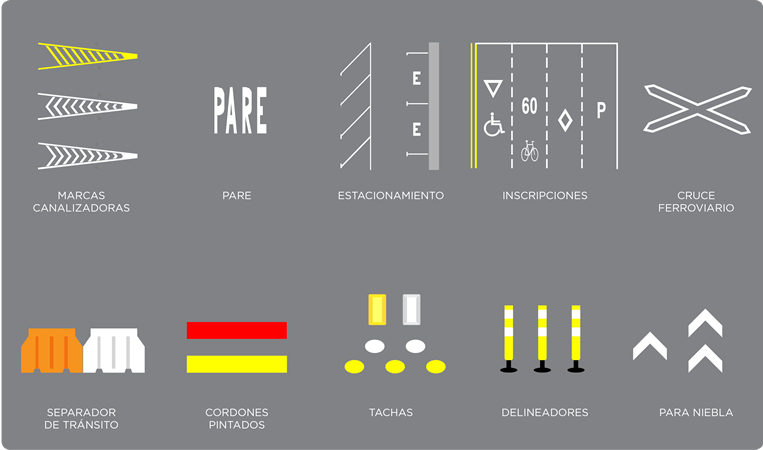 PARE
E
E
60
P
MARCAS
CANALIZADORAS
PARE
ESTACIONAMIENTO
INSCRIPCIONES
CRUCE
FERROVIARIO
SEPARADOR
DE TRÁNSITO
CORDONES
PINTADOS
TACHAS
DELINEADORES
PARA NIEBLA